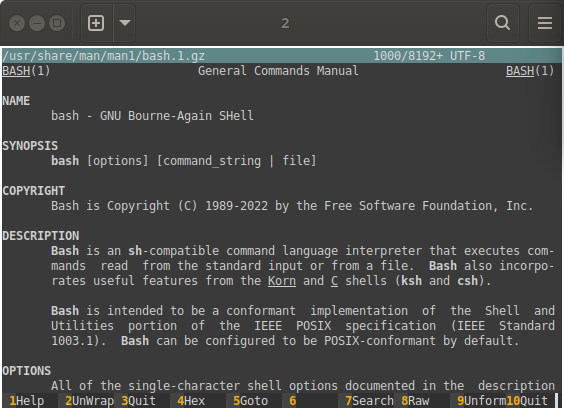 2
/usr/share/man/man1/bash.1.gz 1000/8192+ UTF-8
BASH(1) General Commands Manual BASH(1)
NAME
bash - GNU Bourne-Again SHell
SYNOPSIS
bash [options] [command_string | file]
COPYRIGHT
Bash is Copyright (C) 1989-2022 by the Free Software Foundation, Inc.
DESCRIPTION
Bash is an sh-compatible command language interpreter that executes com-
mands read from the standard input or from a file. Bash also incorpo-
rates useful features from the Korn and C shells (ksh and csh).
Bash is intended to be a conformant implementation of the Shell and
Utilities portion of the IEEE POSIX specification (IEEE Standard
1003.1). Bash can be configured to be POSIX-conformant by default.
OPTIONS
All of the single-character shell options documented in the description
1Help 2UnWrap 3Quit 4Hex 5Goto 6 7Search 8Raw 9Unform 10Quit